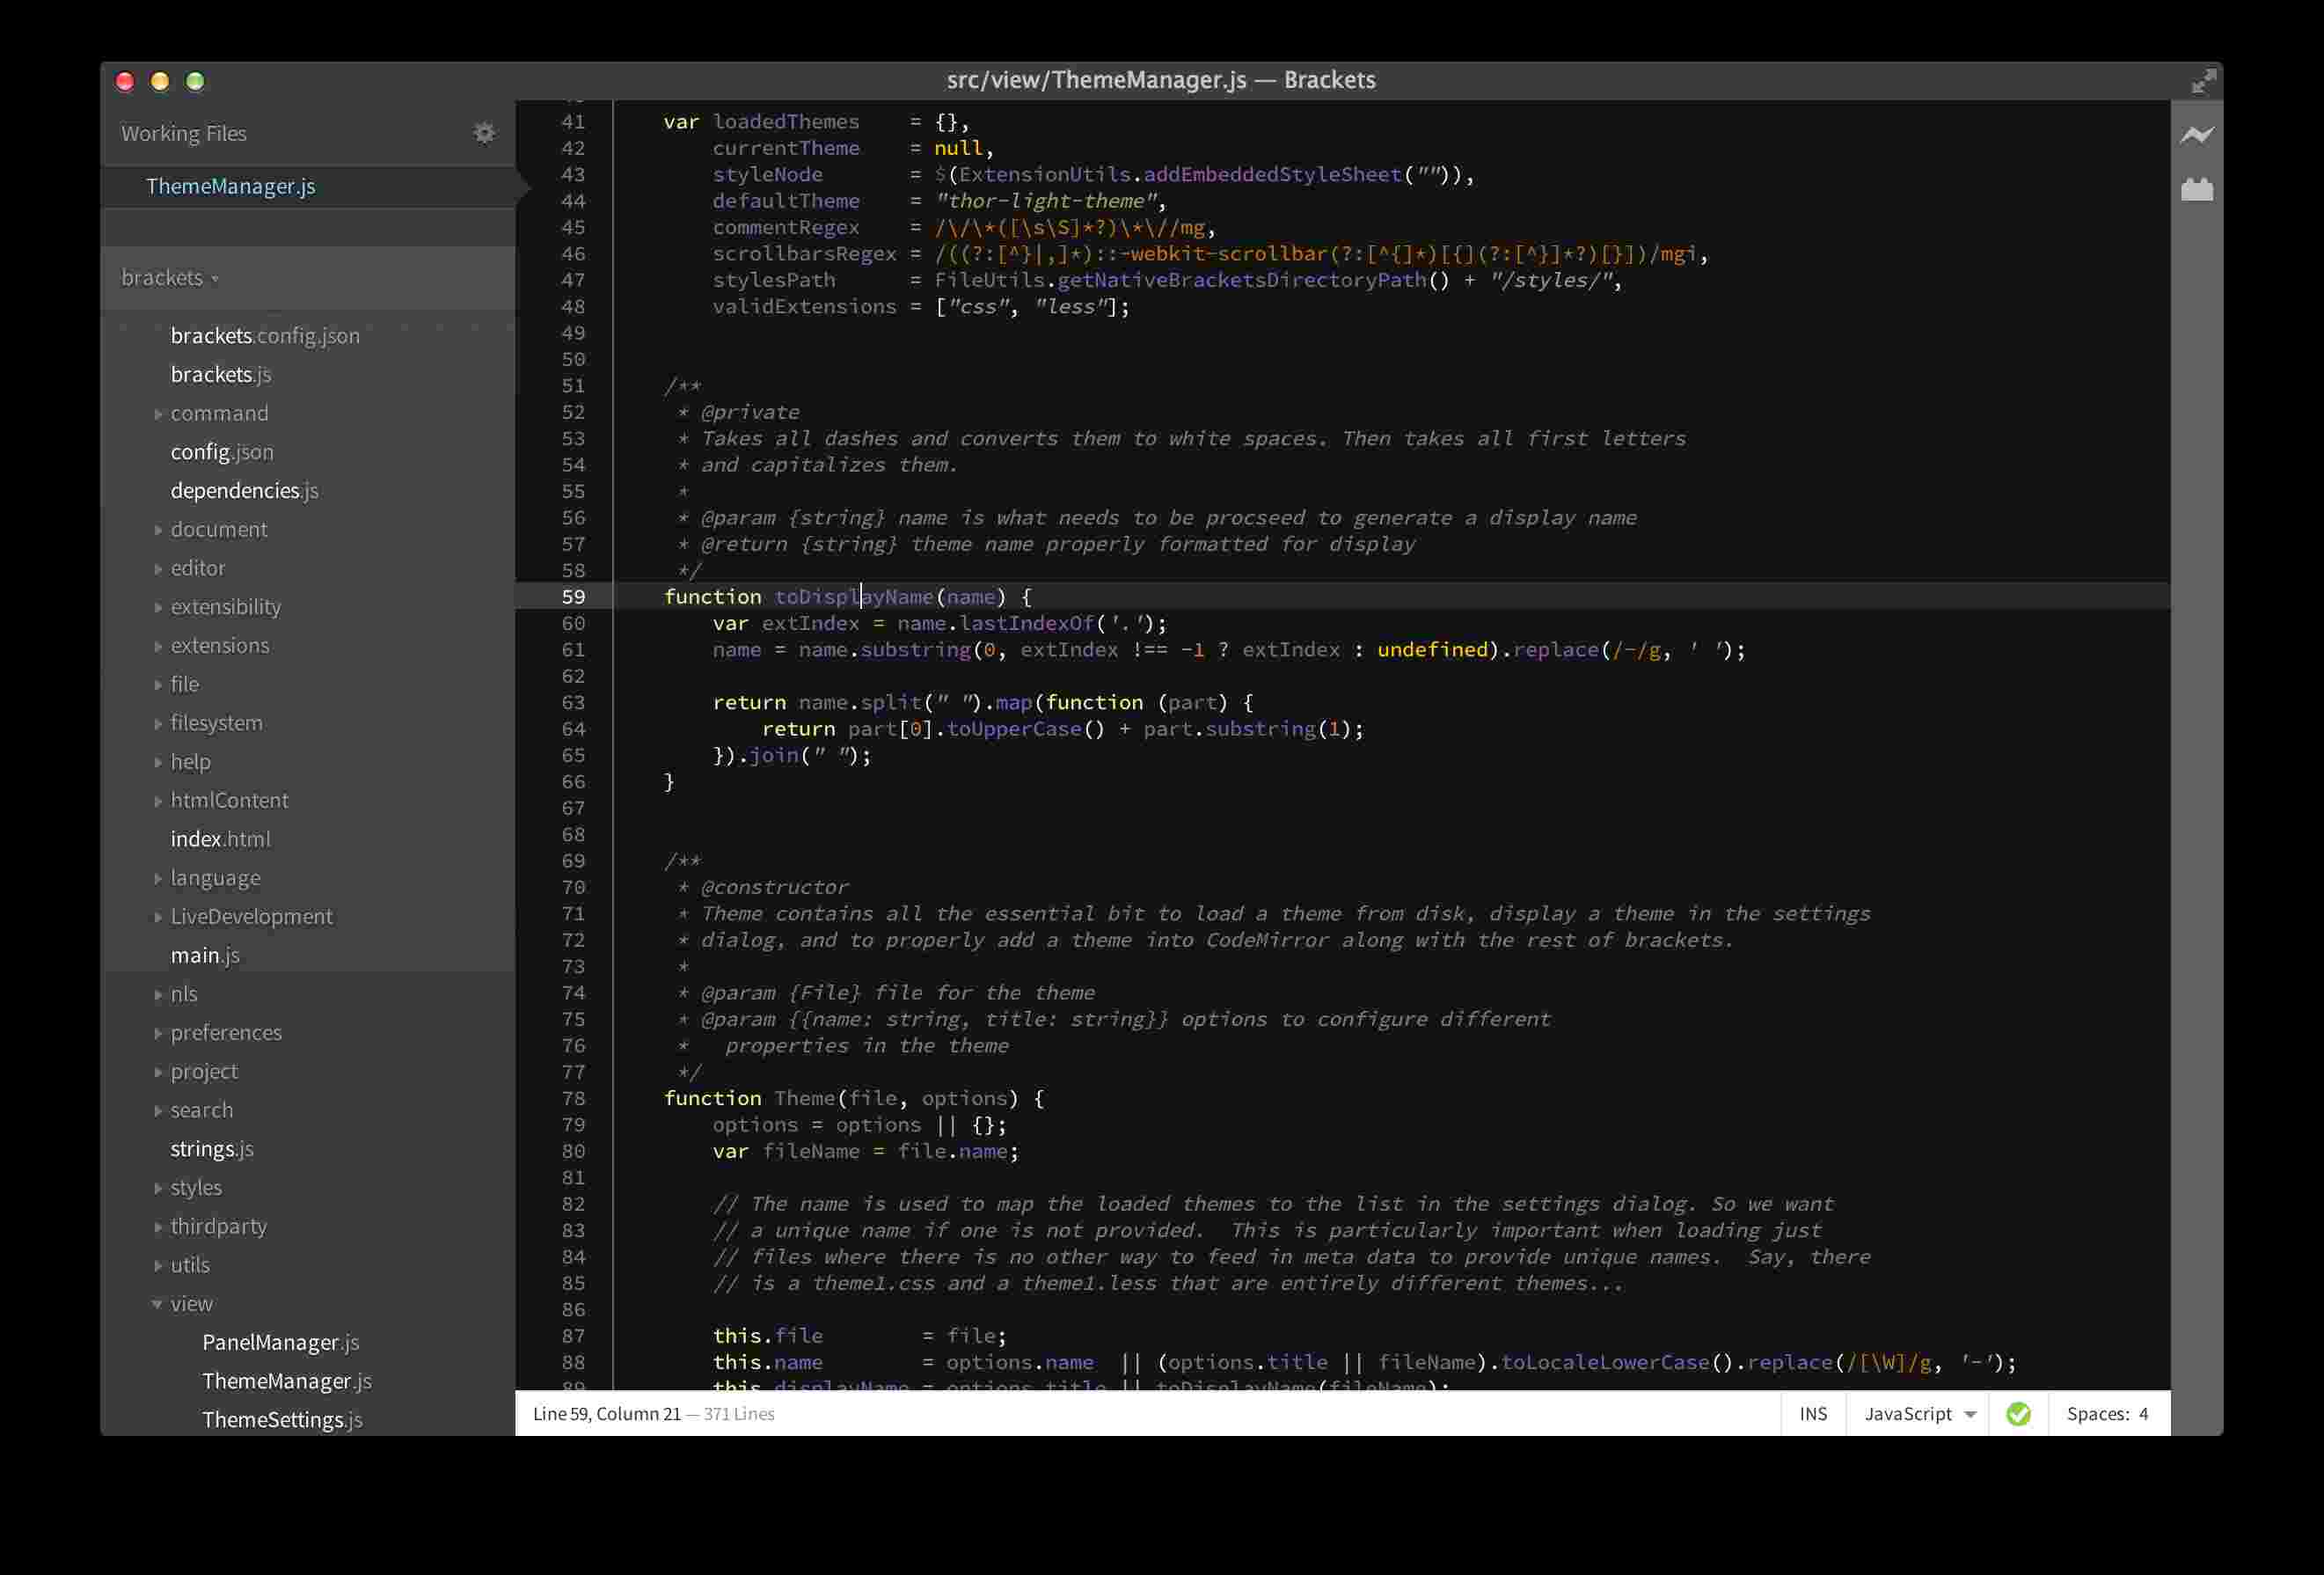 src/view/ThemeManager.js — Brackets
Working Files
ThemeManager.js
brackets
brackets.config.json
brackets.js
command
config.json
dependencies.js
document
editor
extensibility
extensions
file
filesystem
help
htmlContent
index.html
language
LiveDevelopment
main.js
nls
preferences
project
search
strings.js
styles
thirdparty
utils
view
PanelManager.js
ThemeManager.js
ThemeSettings.js
41 var loadedThemes    = {},
42     currentTheme    = null,
43     styleNode       = $(ExtensionUtils.addEmbeddedStyleSheet("")),
44     defaultTheme    = "thor-light-theme",
45     commentRegex    = /\/\*([\s\S]*?)\*\//mg,
46     scrollbarsRegex = /((?:[^}|,]*)::-webkit-scrollbar(?:[^{]*)[{](?:[^}]*?)[}])/mgi,
47     stylesPath      = FileUtils.getNativeBracketsDirectoryPath() + "/styles/",
48     validExtensions = ["css", "less"];
49
50
51 /**
52  * @private
53  * Takes all dashes and converts them to white spaces. Then takes all first letters
54  * and capitalizes them.
55  *
56  * @param {string} name is what needs to be procseed to generate a display name
57  * @return {string} theme name properly formatted for display
58  */
59 function toDisplayName(name) {
60     var extIndex = name.lastIndexOf('.');
61     name = name.substring(0, extIndex !== -1 ? extIndex : undefined).replace(/-/g, ' ');
62
63     return name.split(" ").map(function (part) {
64         return part[0].toUpperCase() + part.substring(1);
65     }).join(" ");
66 }
67
68
69 /**
70  * @constructor
71  * Theme contains all the essential bit to load a theme from disk, display a theme in the settings
72  * dialog, and to properly add a theme into CodeMirror along with the rest of brackets.
73  *
74  * @param {File} file for the theme
75  * @param {{name: string, title: string}} options to configure different
76  *   properties in the theme
77  */
78 function Theme(file, options) {
79     options = options || {};
80     var fileName = file.name;
81
82     // The name is used to map the loaded themes to the list in the settings dialog. So we want
83     // a unique name if one is not provided.  This is particularly important when loading just
84     // files where there is no other way to feed in meta data to provide unique names.  Say, there
85     // is a theme1.css and a theme1.less that are entirely different themes...
86
87     this.file        = file;
88     this.name        = options.name  || (options.title || fileName).toLocaleLowerCase().replace(/[\W]/g, '-');
89     this.displayName = options.title || toDisplayName(fileName);
Line 59, Column 21 — 371 Lines
INS
JavaScript
Spaces: 4